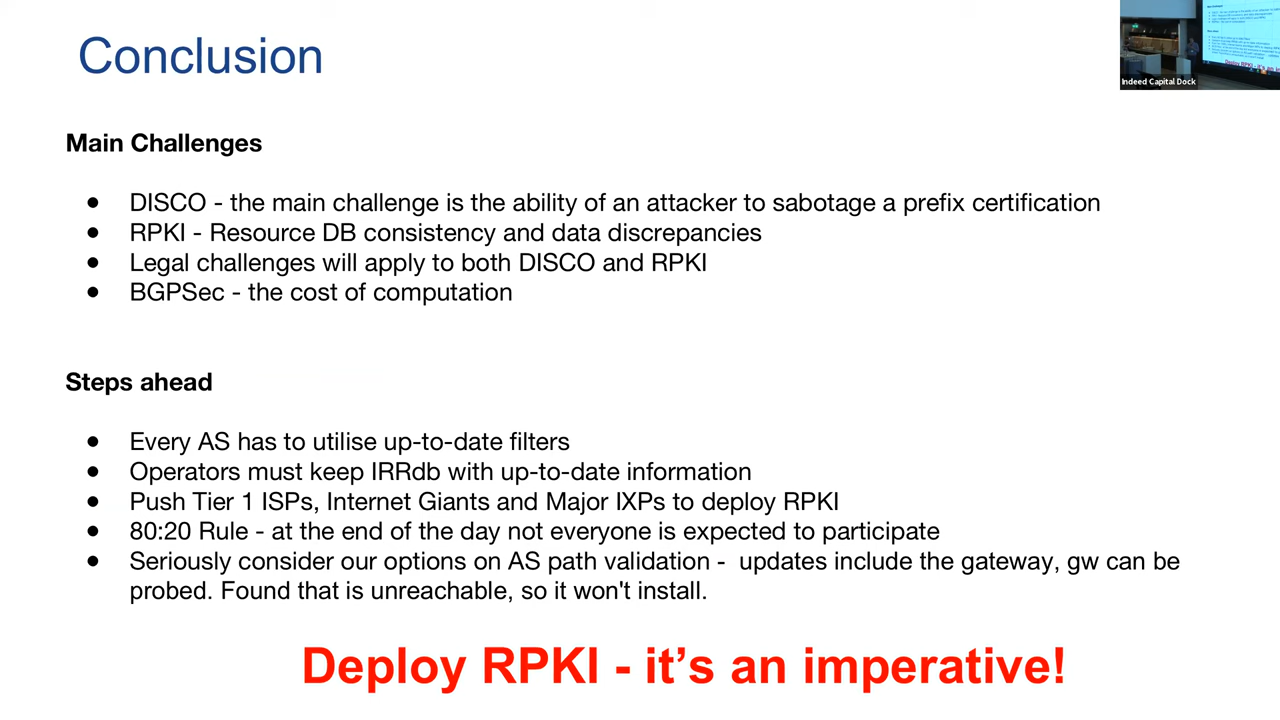 Conclusion
Indeed Capital Dock
Main Challenges
● DISCO - the main challenge is the ability of an attacker to sabotage a prefix certification
● RPKI - Resource DB consistency and data discrepancies
● Legal challenges will apply to both DISCO and RPKI
● BGPSec - the cost of computation
Steps ahead
● Every AS has to utilise up-to-date filters
● Operators must keep IRRdb with up-to-date information
● Push Tier 1 ISPs, Internet Giants and Major IXPs to deploy RPKI
● 80:20 Rule - at the end of the day not everyone is expected to participate
● Seriously consider our options on AS path validation -  updates include the gateway, gw can be
probed. Found that is unreachable, so it won't install.
Deploy RPKI - it’s an imperative!